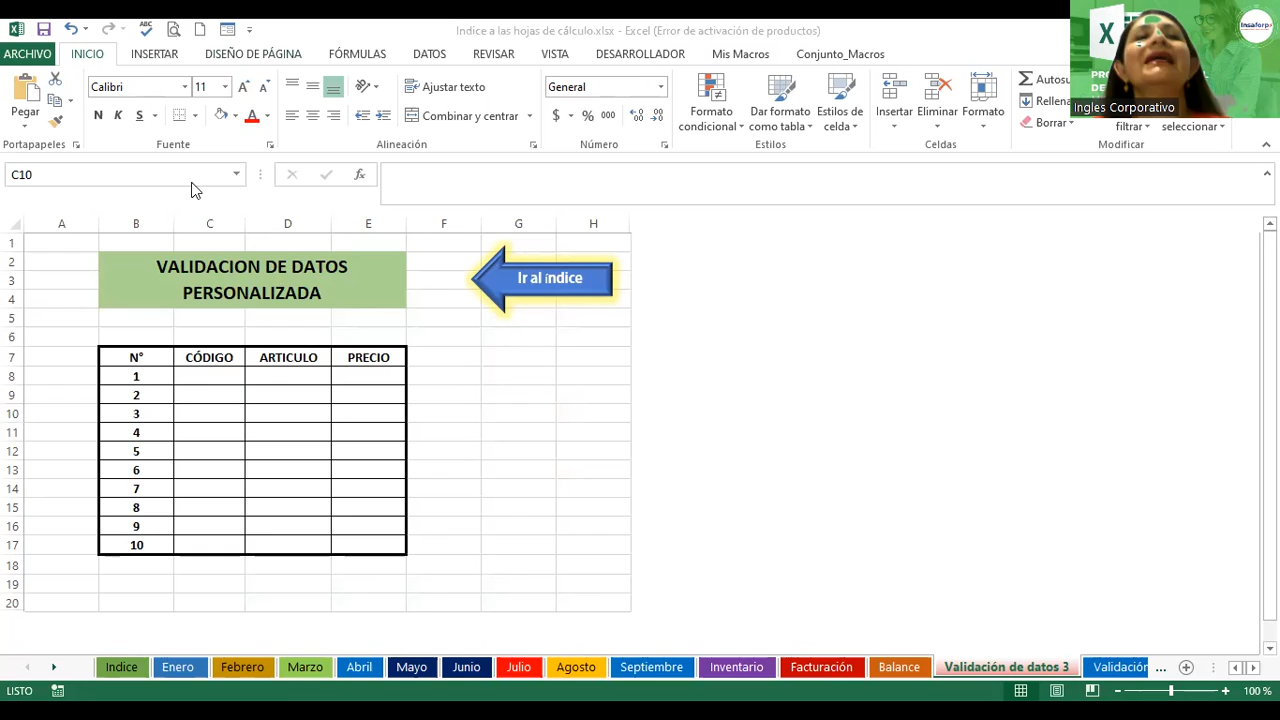 Indice a las hojas de cálculo.xlsx - Excel (Error de activación de productos)
ARCHIVO INICIO INSERTAR DISEÑO DE PÁGINA FÓRMULAS DATOS REVISAR VISTA DESARROLLADOR Mis Macros Conjunto_Macros
Pegar
Calibri 11
N K S
Ajustar texto
Combinar y centrar
General
$ % 000
Formato condicional
Dar formato como tabla
Estilos de celda
Insertar
Eliminar
Formato
Σ Autosu
Rellena
Borrar
filtrar
seleccionar
Portapapeles Fuente Alineación Número Estilos Celdas Modificar
Insaforp
Ingles Corporativo
C10 fx
A B C D E F G H
1
2 VALIDACION DE DATOS
3 PERSONALIZADA
Ir al índice
4
5
6
7 N° CÓDIGO ARTICULO PRECIO
8 1
9 2
10 3
11 4
12 5
13 6
14 7
15 8
16 9
17 10
18
19
20
Indice Enero Febrero Marzo Abril Mayo Junio Julio Agosto Septiembre Inventario Facturación Balance Validación de datos 3 Validación ...
LISTO 100 %